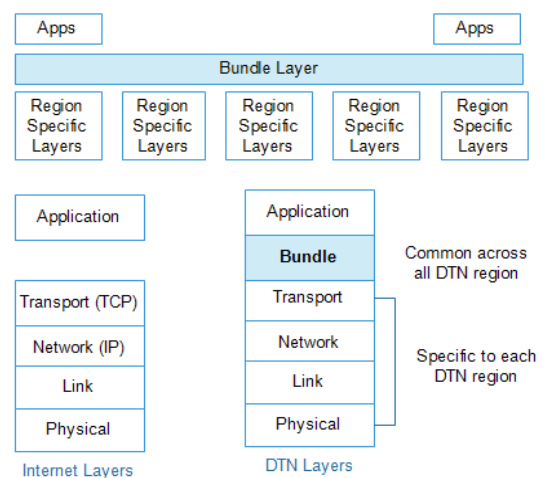 Apps
Apps
Bundle Layer
Region
Specific
Layers
Region
Specific
Layers
Region
Specific
Layers
Region
Specific
Layers
Region
Specific
Layers
Application
Transport (TCP)
Network (IP)
Link
Physical
Internet Layers
Application
Bundle
Transport
Network
Link
Physical
DTN Layers
Common across
all DTN region
Specific to each
DTN region